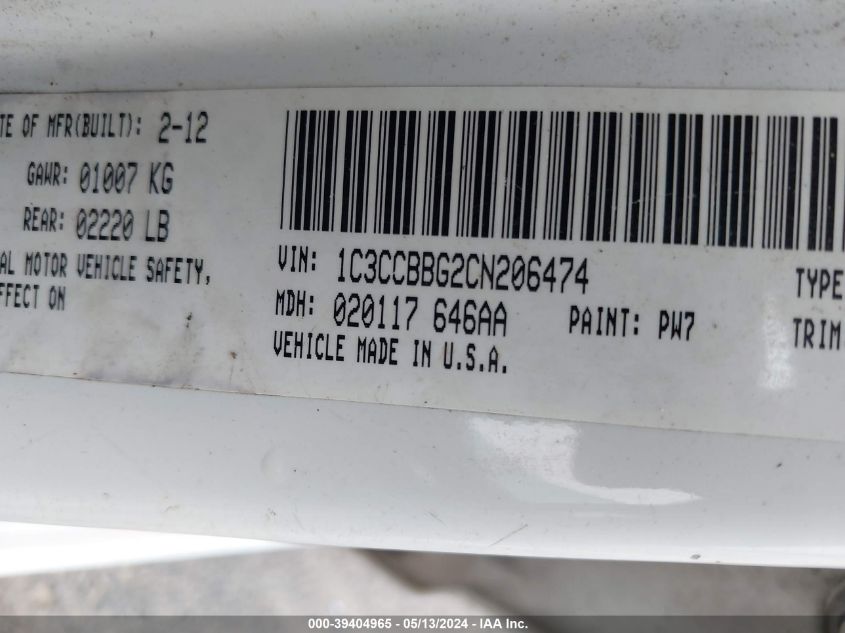 TE OF MFR(BUILT): 2-12
GAWR: 01007 KG
REAR: 02220 LB
AL MOTOR VEHICLE SAFETY,
FFECT ON
VIN: 1C3CCBBG2CN206474
MDH: 020117 646AA
PAINT: PW7
VEHICLE MADE IN U.S.A.
TYPE
TRIM
000-39404965 / 05/13/2024 - IAA Inc.